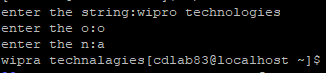 enter the string:wipro technologies
enter the o:o
enter the n:a
wipra technalagies[cdlab83@localhost ~]$